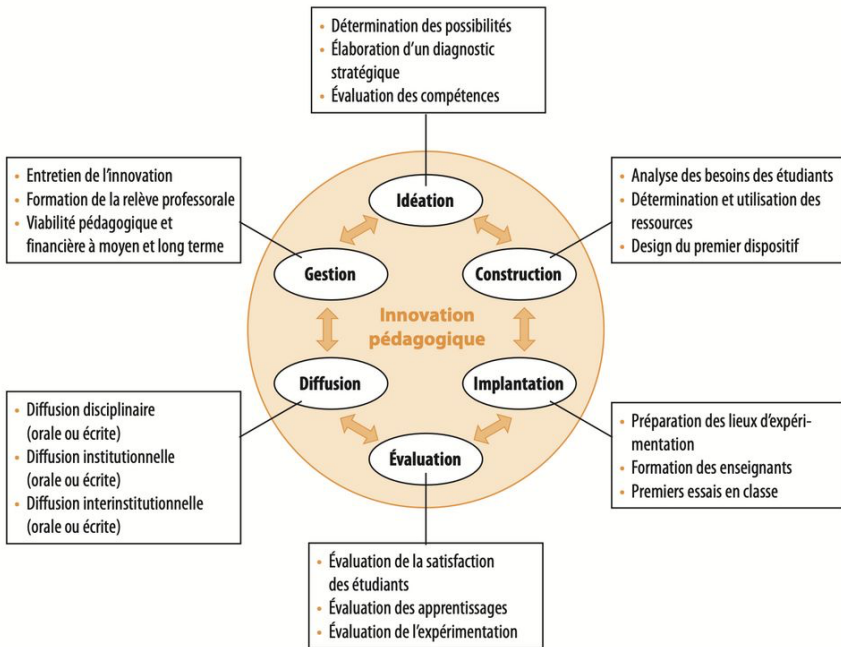 • Détermination des possibilités
• Élaboration d’un diagnostic
stratégique
• Évaluation des compétences
• Entretien de l’innovation
• Formation de la relève professorale
• Viabilité pédagogique et
financière à moyen et long terme
Idéation
• Analyse des besoins des étudiants
• Détermination et utilisation des
ressources
• Design du premier dispositif
Gestion
Construction
Innovation
pédagogique
Diffusion
Implantation
• Diffusion disciplinaire
(orale ou écrite)
• Diffusion institutionnelle
(orale ou écrite)
• Diffusion interinstitutionnelle
(orale ou écrite)
Évaluation
• Préparation des lieux d’expéri-
mentation
• Formation des enseignants
• Premiers essais en classe
• Évaluation de la satisfaction
des étudiants
• Évaluation des apprentissages
• Évaluation de l’expérimentation